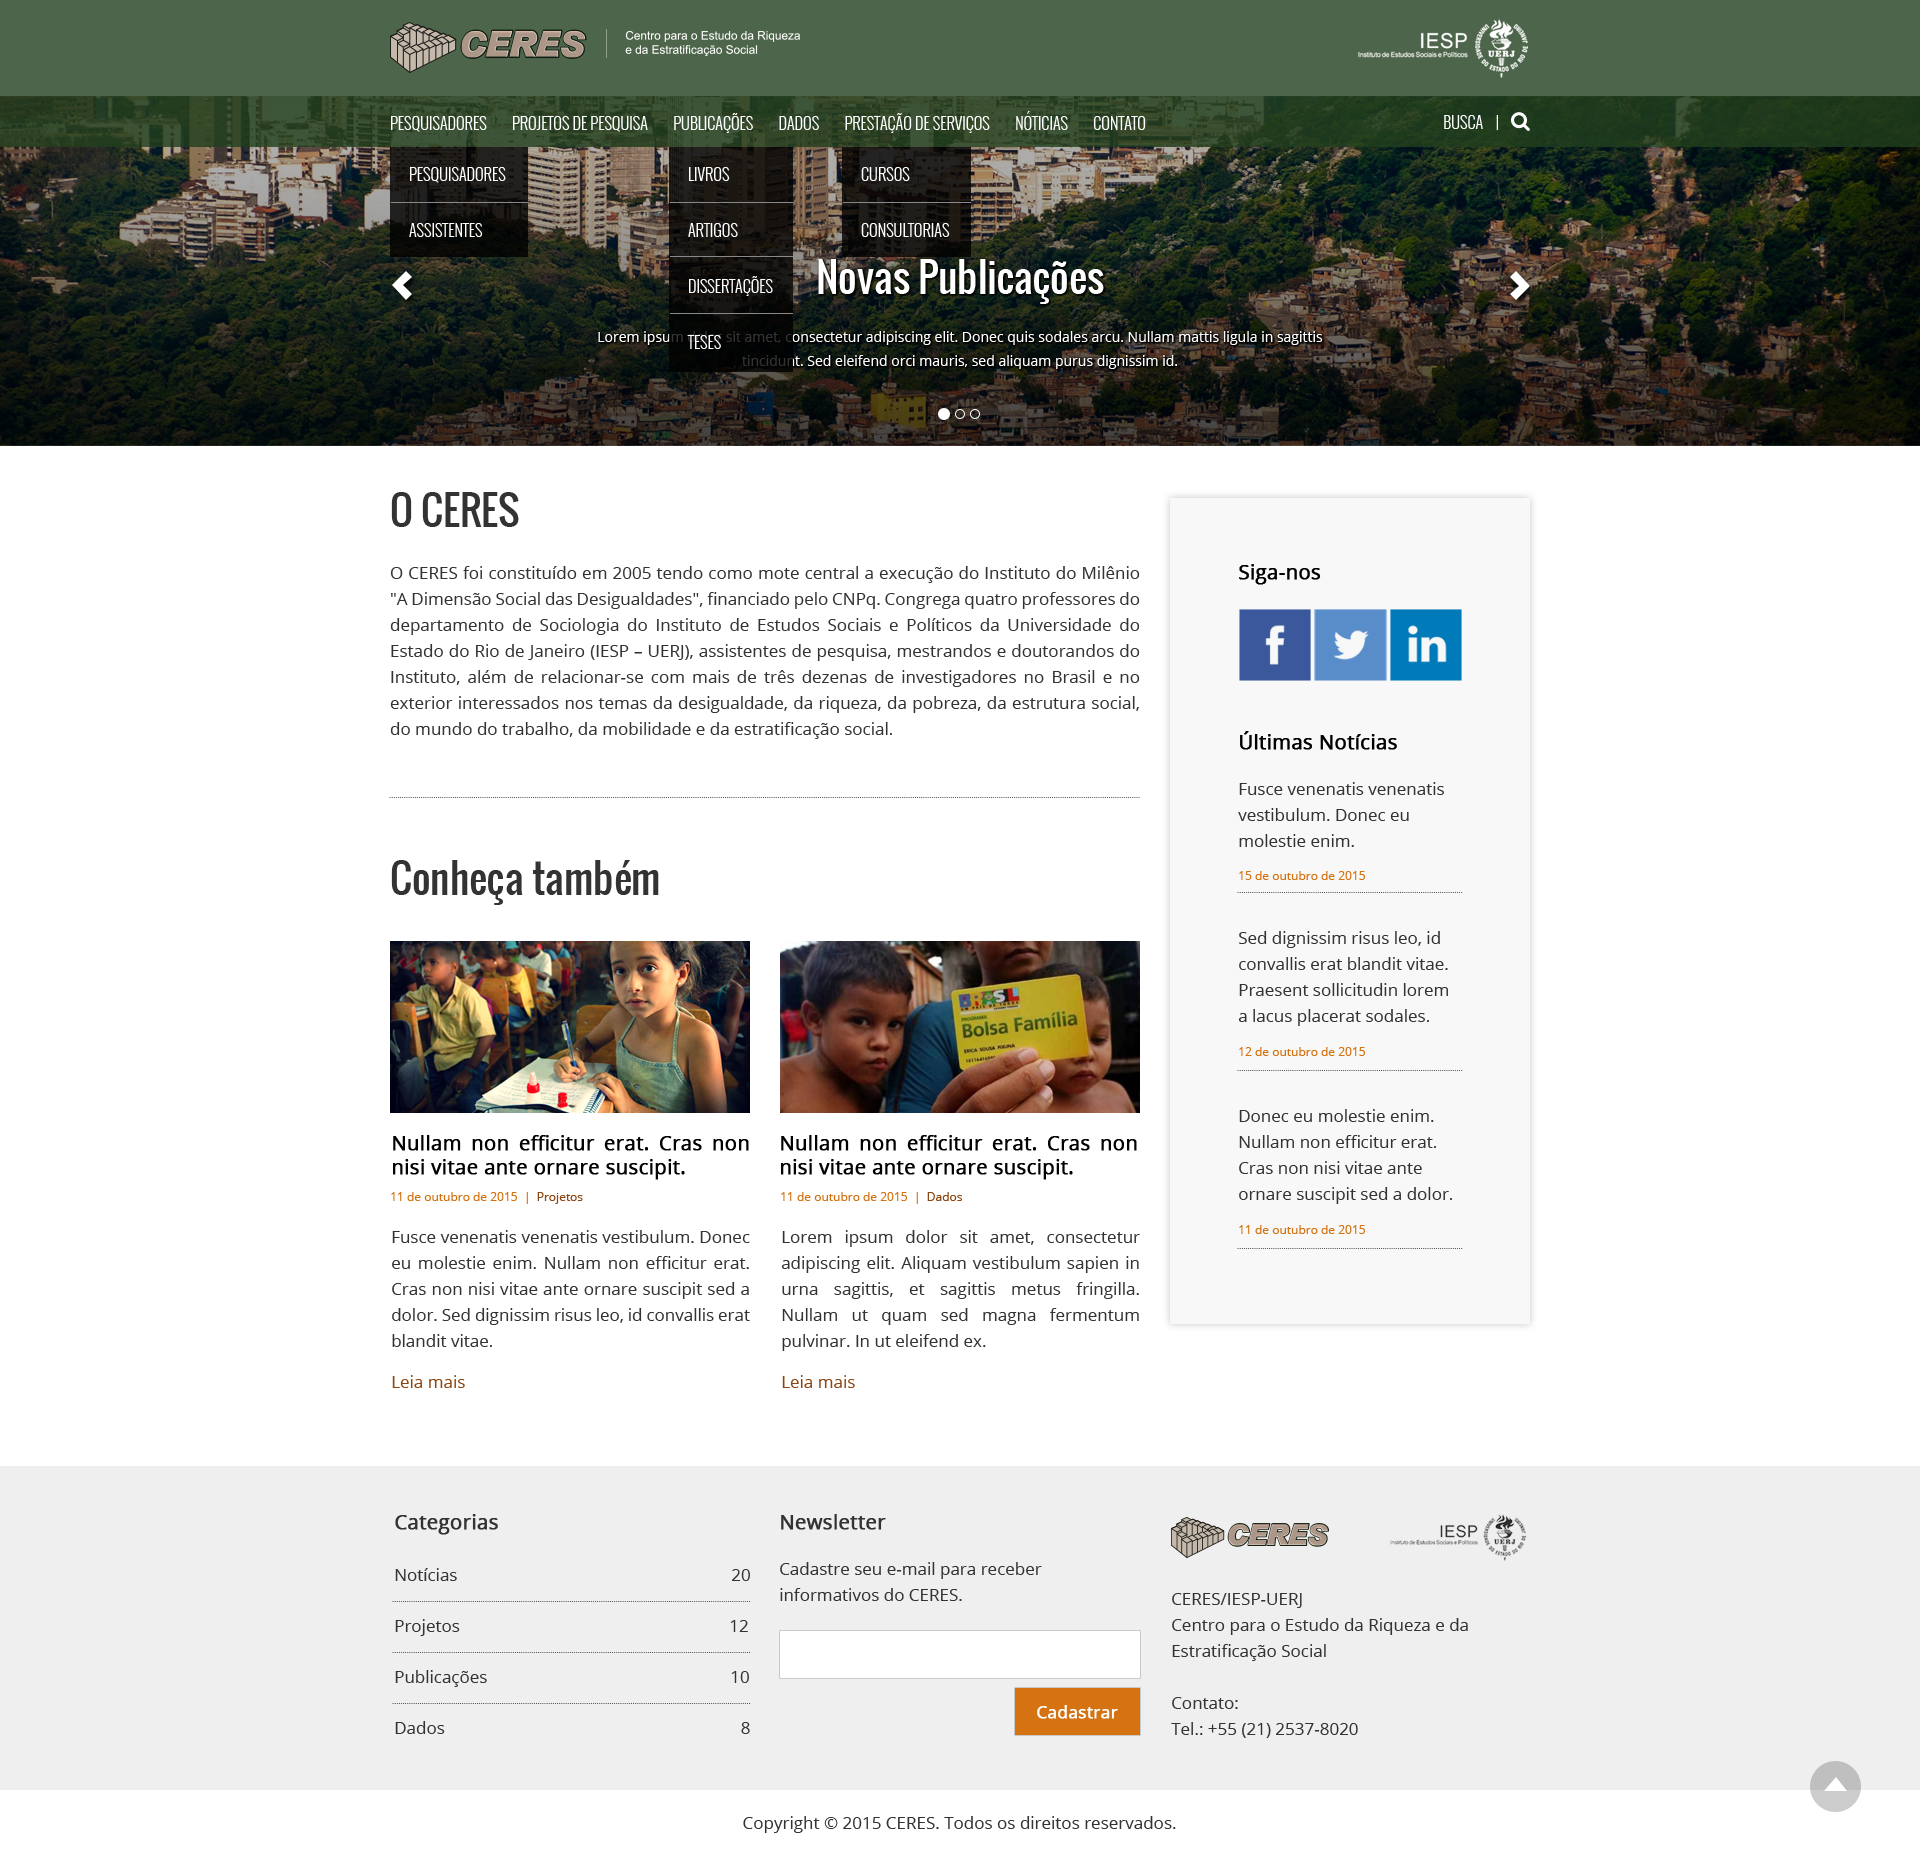 CERES
Centro para o Estudo da Riqueza
e da Estratificação Social
IESP
Instituto de Estudos Sociais e Políticos
UERJ
PESQUISADORES PROJETOS DE PESQUISA PUBLICAÇÕES DADOS PRESTAÇÃO DE SERVIÇOS NÓTICIAS CONTATO BUSCA |
PESQUISADORES
ASSISTENTES
LIVROS
ARTIGOS
DISSERTAÇÕES
TESES
CURSOS
CONSULTORIAS
Novas Publicações
Lorem ipsum dolor sit amet, consectetur adipiscing elit. Donec quis sodales arcu. Nullam mattis ligula in sagittis
tincidunt. Sed eleifend orci mauris, sed aliquam purus dignissim id.
O CERES
O CERES foi constituído em 2005 tendo como mote central a execução do Instituto do Milênio
"A Dimensão Social das Desigualdades", financiado pelo CNPq. Congrega quatro professores do
departamento de Sociologia do Instituto de Estudos Sociais e Políticos da Universidade do
Estado do Rio de Janeiro (IESP – UERJ), assistentes de pesquisa, mestrandos e doutorandos do
Instituto, além de relacionar-se com mais de três dezenas de investigadores no Brasil e no
exterior interessados nos temas da desigualdade, da riqueza, da pobreza, da estrutura social,
do mundo do trabalho, da mobilidade e da estratificação social.
Conheça também
Nullam non efficitur erat. Cras non
nisi vitae ante ornare suscipit.
11 de outubro de 2015 | Projetos
Fusce venenatis venenatis vestibulum. Donec
eu molestie enim. Nullam non efficitur erat.
Cras non nisi vitae ante ornare suscipit sed a
dolor. Sed dignissim risus leo, id convallis erat
blandit vitae.
Leia mais
BRASIL
PROGRAMA
Bolsa Família
Nullam non efficitur erat. Cras non
nisi vitae ante ornare suscipit.
11 de outubro de 2015 | Dados
Lorem ipsum dolor sit amet, consectetur
adipiscing elit. Aliquam vestibulum sapien in
urna sagittis, et sagittis metus fringilla.
Nullam ut quam sed magna fermentum
pulvinar. In ut eleifend ex.
Leia mais
Siga-nos
f
in
Últimas Notícias
Fusce venenatis venenatis
vestibulum. Donec eu
molestie enim.
15 de outubro de 2015
Sed dignissim risus leo, id
convallis erat blandit vitae.
Praesent sollicitudin lorem
a lacus placerat sodales.
12 de outubro de 2015
Donec eu molestie enim.
Nullam non efficitur erat.
Cras non nisi vitae ante
ornare suscipit sed a dolor.
11 de outubro de 2015
Categorias
Notícias 20
Projetos 12
Publicações 10
Dados 8
Newsletter
Cadastre seu e-mail para receber
informativos do CERES.
Cadastrar
CERES
IESP
Instituto de Estudos Sociais e Políticos
UERJ
CERES/IESP-UERJ
Centro para o Estudo da Riqueza e da
Estratificação Social
Contato:
Tel.: +55 (21) 2537-8020
Copyright © 2015 CERES. Todos os direitos reservados.